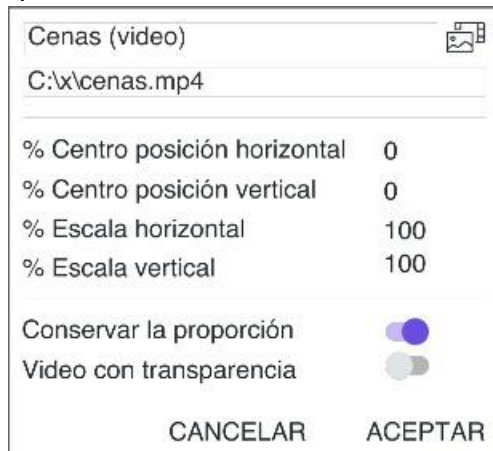 Cenas (video)
C:\x\cenas.mp4
% Centro posición horizontal 0
% Centro posición vertical 0
% Escala horizontal 100
% Escala vertical 100
Conservar la proporción
Video con transparencia
CANCELAR ACEPTAR